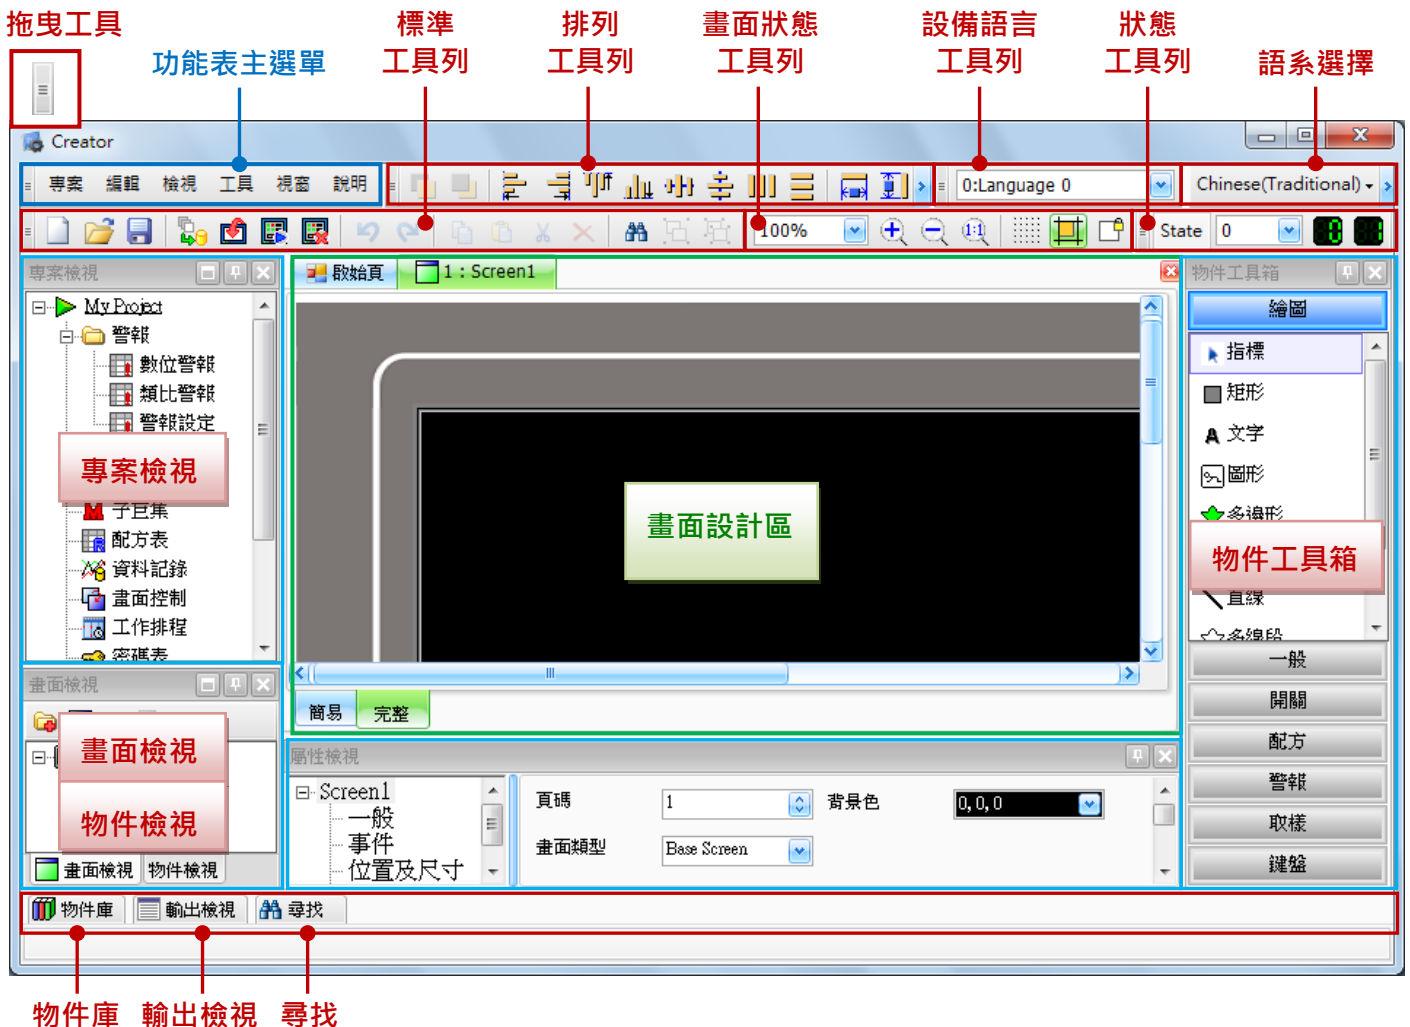 拖曳工具
功能表主選單
標準
工具列
排列
工具列
畫面狀態
工具列
設備語言
工具列
狀態
工具列
語系選擇
Creator
專案 編輯 檢視 工具 視窗 說明
0:Language 0
Chinese(Traditional)
100%
1:1
State 0
專案檢視
My Project
警報
數位警報
類比警報
警報設定
專案檢視
子巨集
配方表
資料記錄
畫面控制
工作排程
密碼表
啟始頁
1 : Screen1
畫面設計區
簡易 完整
物件工具箱
繪圖
指標
矩形
文字
圖形
多邊形
物件工具箱
直線
多線段
一般
開關
配方
警報
取樣
鍵盤
畫面檢視
畫面檢視
物件檢視
畫面檢視 物件檢視
屬性檢視
Screen1
一般
事件
位置及尺寸
頁碼 1 背景色 0, 0, 0
畫面類型 Base Screen
物件庫 輸出檢視 尋找
物件庫 輸出檢視 尋找